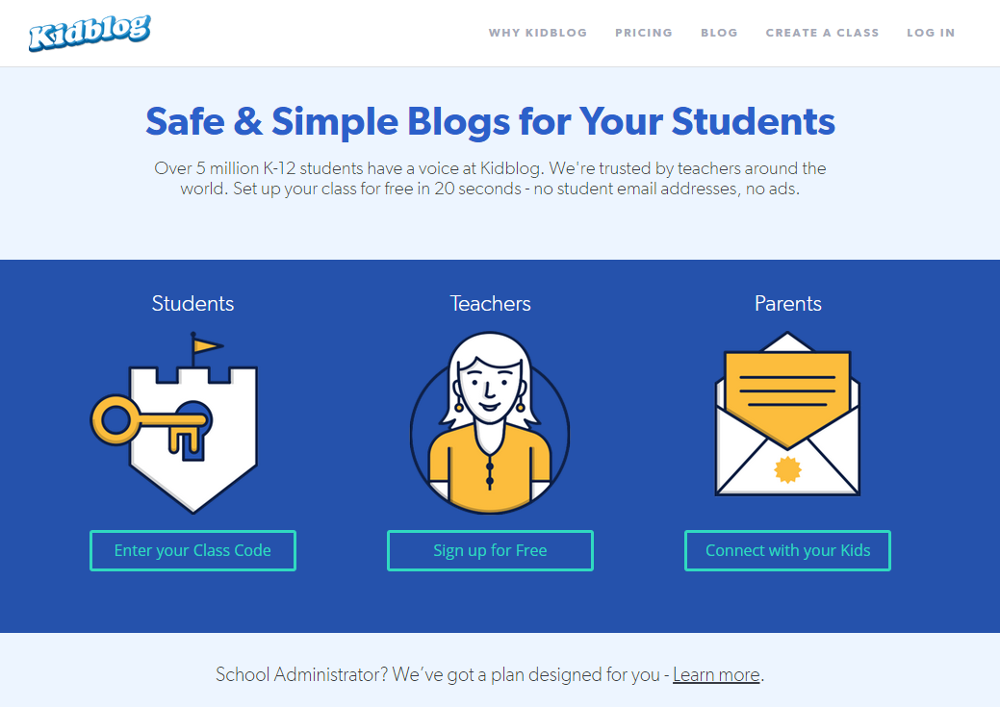 Kidblog
WHY KIDBLOG PRICING BLOG CREATE A CLASS LOG IN
Safe & Simple Blogs for Your Students
Over 5 million K-12 students have a voice at Kidblog. We're trusted by teachers around the
world. Set up your class for free in 20 seconds - no student email addresses, no ads.
Students
Teachers
Parents
Enter your Class Code
Sign up for Free
Connect with your Kids
School Administrator? We’ve got a plan designed for you - Learn more.